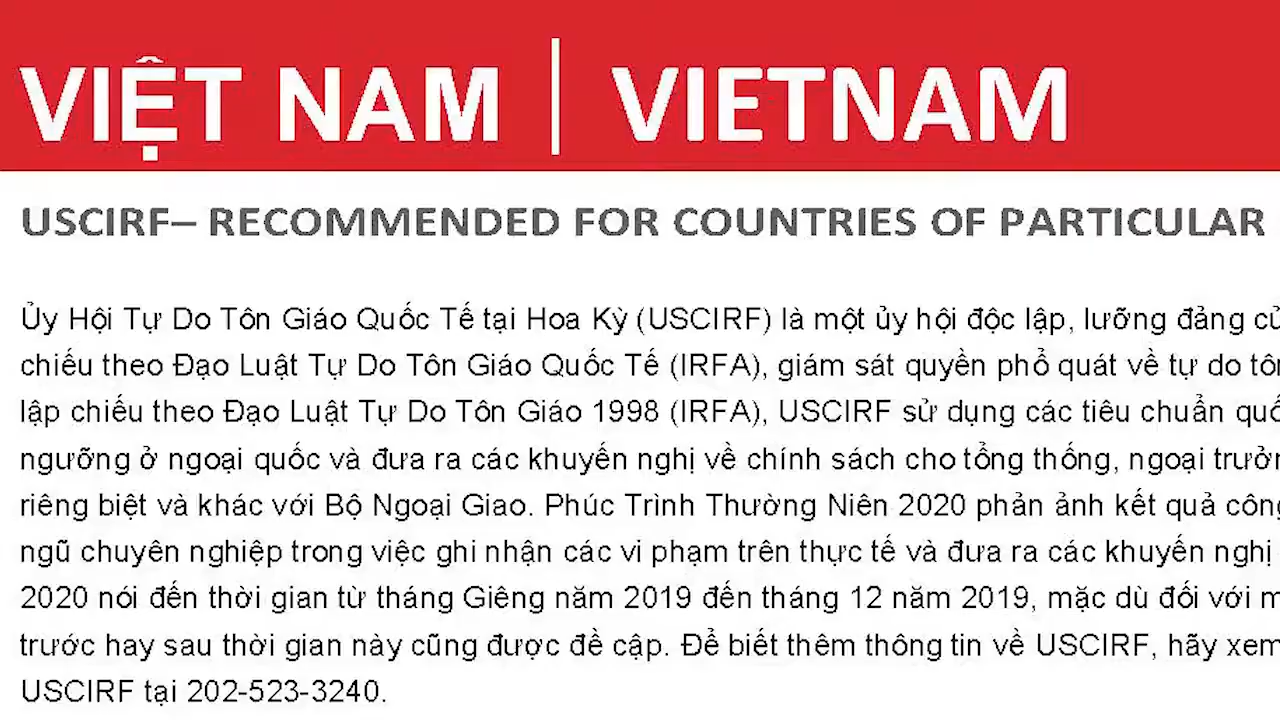 VIỆT NAM | VIETNAM
USCIRF– RECOMMENDED FOR COUNTRIES OF PARTICULAR
Ủy Hội Tự Do Tôn Giáo Quốc Tế tại Hoa Kỳ (USCIRF) là một ủy hội độc lập, lưỡng đảng
chiếu theo Đạo Luật Tự Do Tôn Giáo Quốc Tế (IRFA), giám sát quyền phổ quát về tự do
lập chiếu theo Đạo Luật Tự Do Tôn Giáo 1998 (IRFA), USCIRF sử dụng các tiêu chuẩn
ngưỡng ở ngoại quốc và đưa ra các khuyến nghị về chính sách cho tổng thống, ngoại
riêng biệt và khác với Bộ Ngoại Giao. Phúc Trình Thường Niên 2020 phản ảnh kết quả
ngũ chuyên nghiệp trong việc ghi nhận các vi phạm trên thực tế và đưa ra các khuyến nghị
2020 nói đến thời gian từ tháng Giêng năm 2019 đến tháng 12 năm 2019, mặc dù đối với
trước hay sau thời gian này cũng được đề cập. Để biết thêm thông tin về USCIRF, hãy xem
USCIRF tại 202-523-3240.